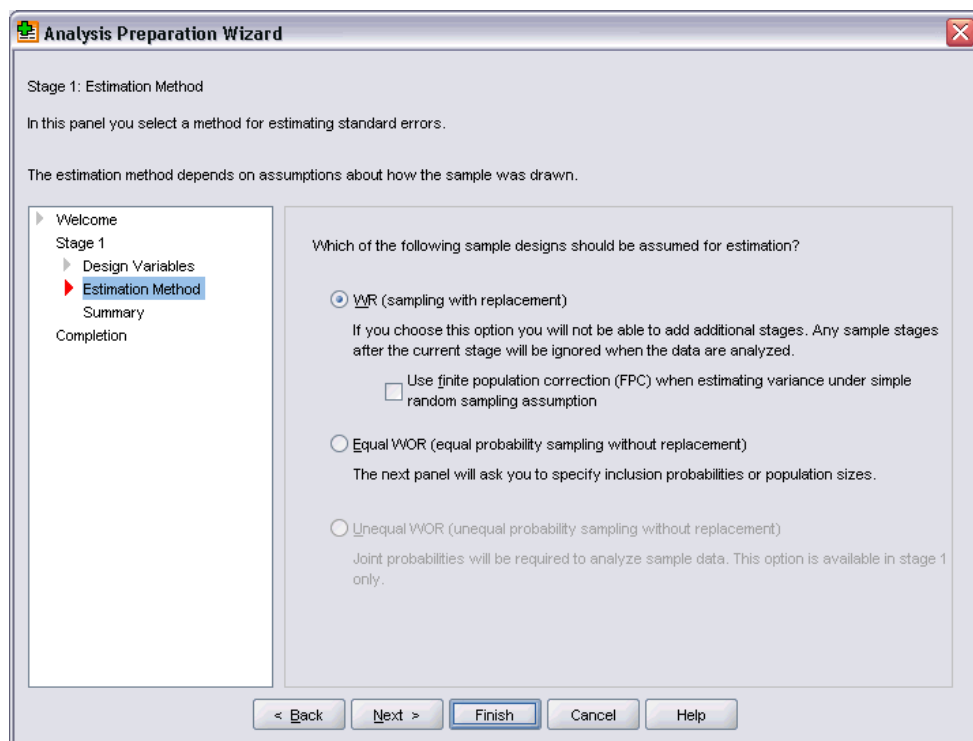 Analysis Preparation Wizard
Stage 1: Estimation Method
In this panel you select a method for estimating standard errors.
The estimation method depends on assumptions about how the sample was drawn.
Welcome
Stage 1
Design Variables
Estimation Method
Summary
Completion
Which of the following sample designs should be assumed for estimation?
WR (sampling with replacement)
If you choose this option you will not be able to add additional stages. Any sample stages
after the current stage will be ignored when the data are analyzed.
Use finite population correction (FPC) when estimating variance under simple
random sampling assumption
Equal WOR (equal probability sampling without replacement)
The next panel will ask you to specify inclusion probabilities or population sizes.
Unequal WOR (unequal probability sampling without replacement)
Joint probabilities will be required to analyze sample data. This option is available in stage 1
only.
< Back
Next >
Finish
Cancel
Help